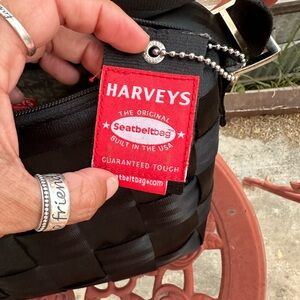 HARVEYS
THE ORIGINAL
Seatbeltbag
BUILT IN THE USA
GUARANTEED TOUGH
seatbeltbag.com
friend